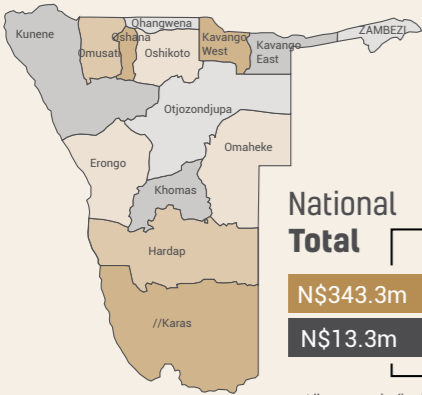 Kunene
Ohangwena
ZAMBEZI
Oshana
Omusati
Oshikoto
Kavango
West
Kavango
East
Otjozondjupa
Omaheke
Erongo
Khomas
National
Total
Hardap
N$343.3m
//Karas
N$13.3m